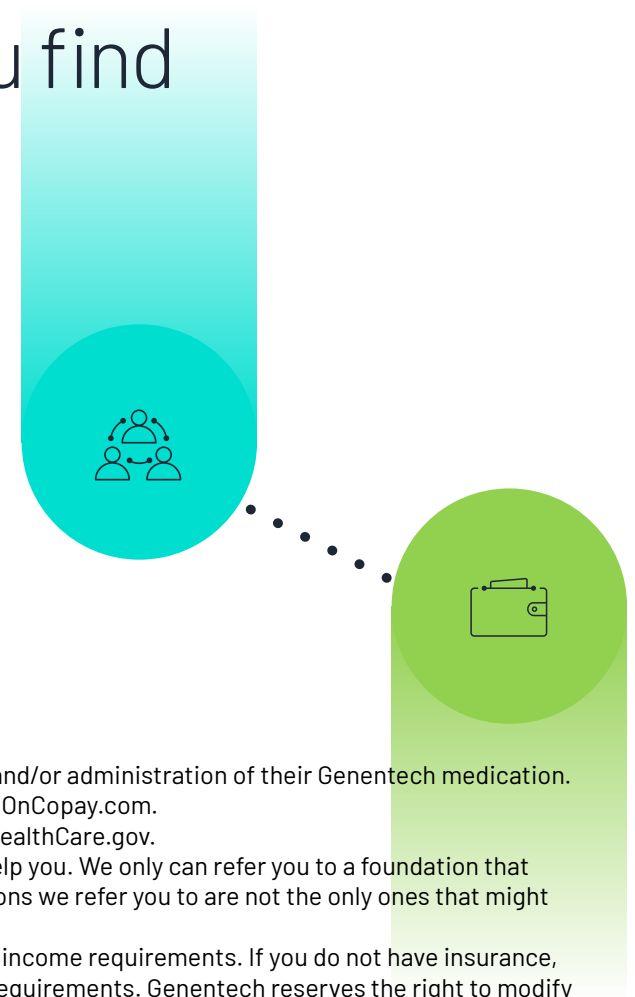 u find
and/or administration of their Genentech medication.
OnCopay.com.
ealthCare.gov.
elp you. We only can refer you to a foundation that
ons we refer you to are not the only ones that might
income requirements. If you do not have insurance,
equirements. Genentech reserves the right to modify